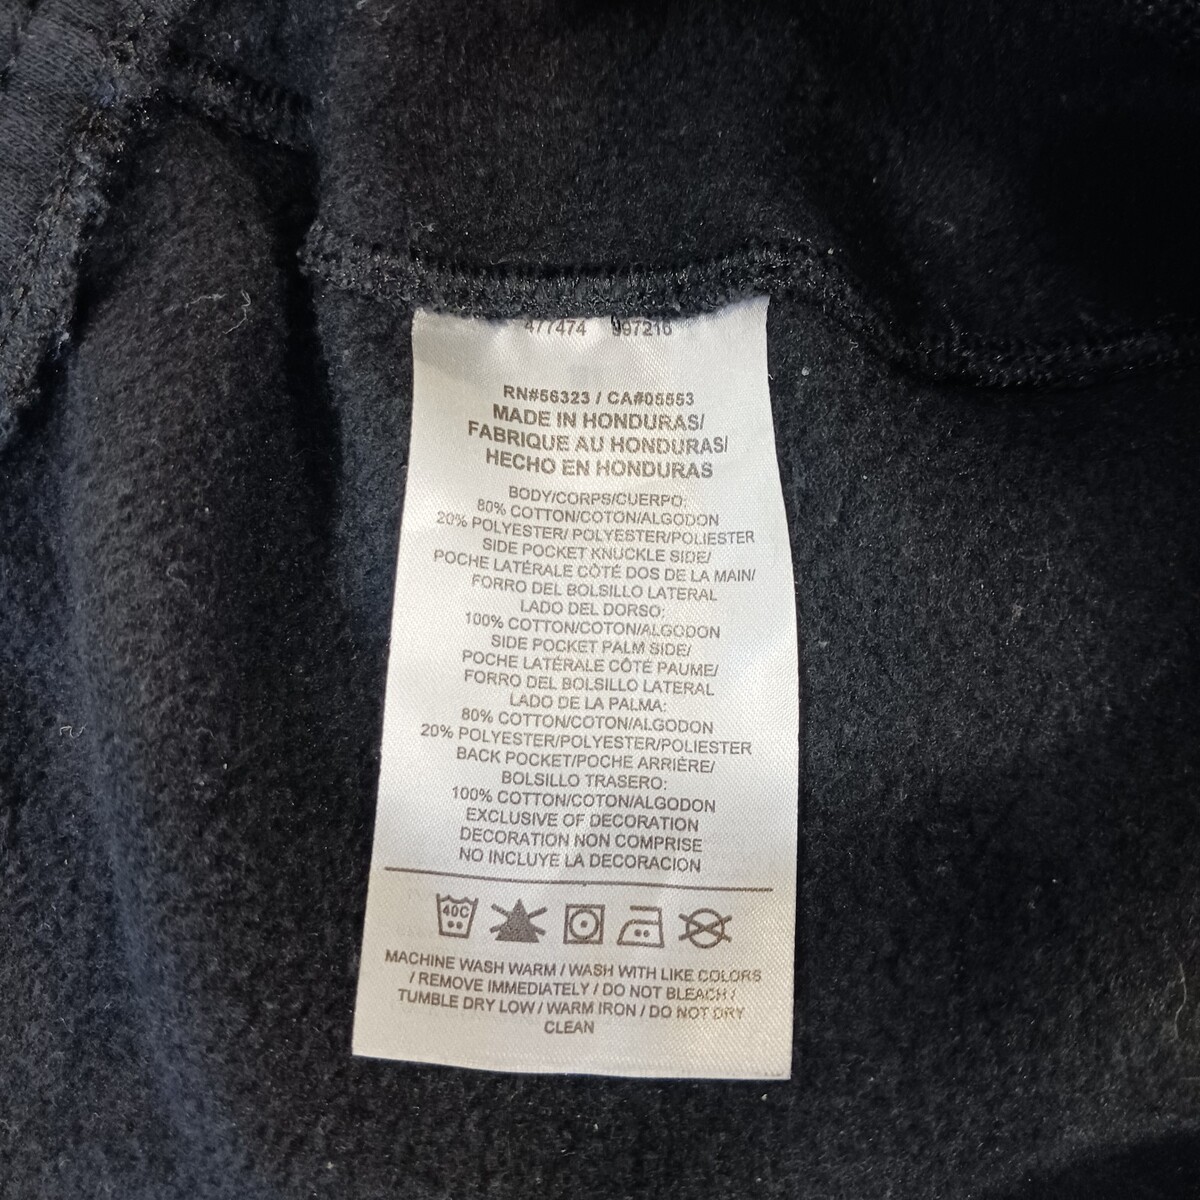 477474 997216
RN#56323 / CA#05553
MADE IN HONDURAS/
FABRIQUE AU HONDURAS/
HECHO EN HONDURAS
BODY/CORPS/CUERPO:
80% COTTON/COTON/ALGODON
20% POLYESTER/ POLYESTER/POLIESTER
SIDE POCKET KNUCKLE SIDE/
POCHE LATÉRALE CÔTÉ DOS DE LA MAIN/
FORRO DEL BOLSILLO LATERAL
LADO DEL DORSO:
100% COTTON/COTON/ALGODON
SIDE POCKET PALM SIDE/
POCHE LATÉRALE CÔTÉ PAUME/
FORRO DEL BOLSILLO LATERAL
LADO DE LA PALMA:
80% COTTON/COTON/ALGODON
20% POLYESTER/POLYESTER/POLIESTER
BACK POCKET/POCHE ARRIÈRE/
BOLSILLO TRASERO:
100% COTTON/COTON/ALGODON
EXCLUSIVE OF DECORATION
DECORATION NON COMPRISE
NO INCLUYE LA DECORACION
40C
MACHINE WASH WARM / WASH WITH LIKE COLORS
/ REMOVE IMMEDIATELY / DO NOT BLEACH /
TUMBLE DRY LOW / WARM IRON / DO NOT DRY
CLEAN